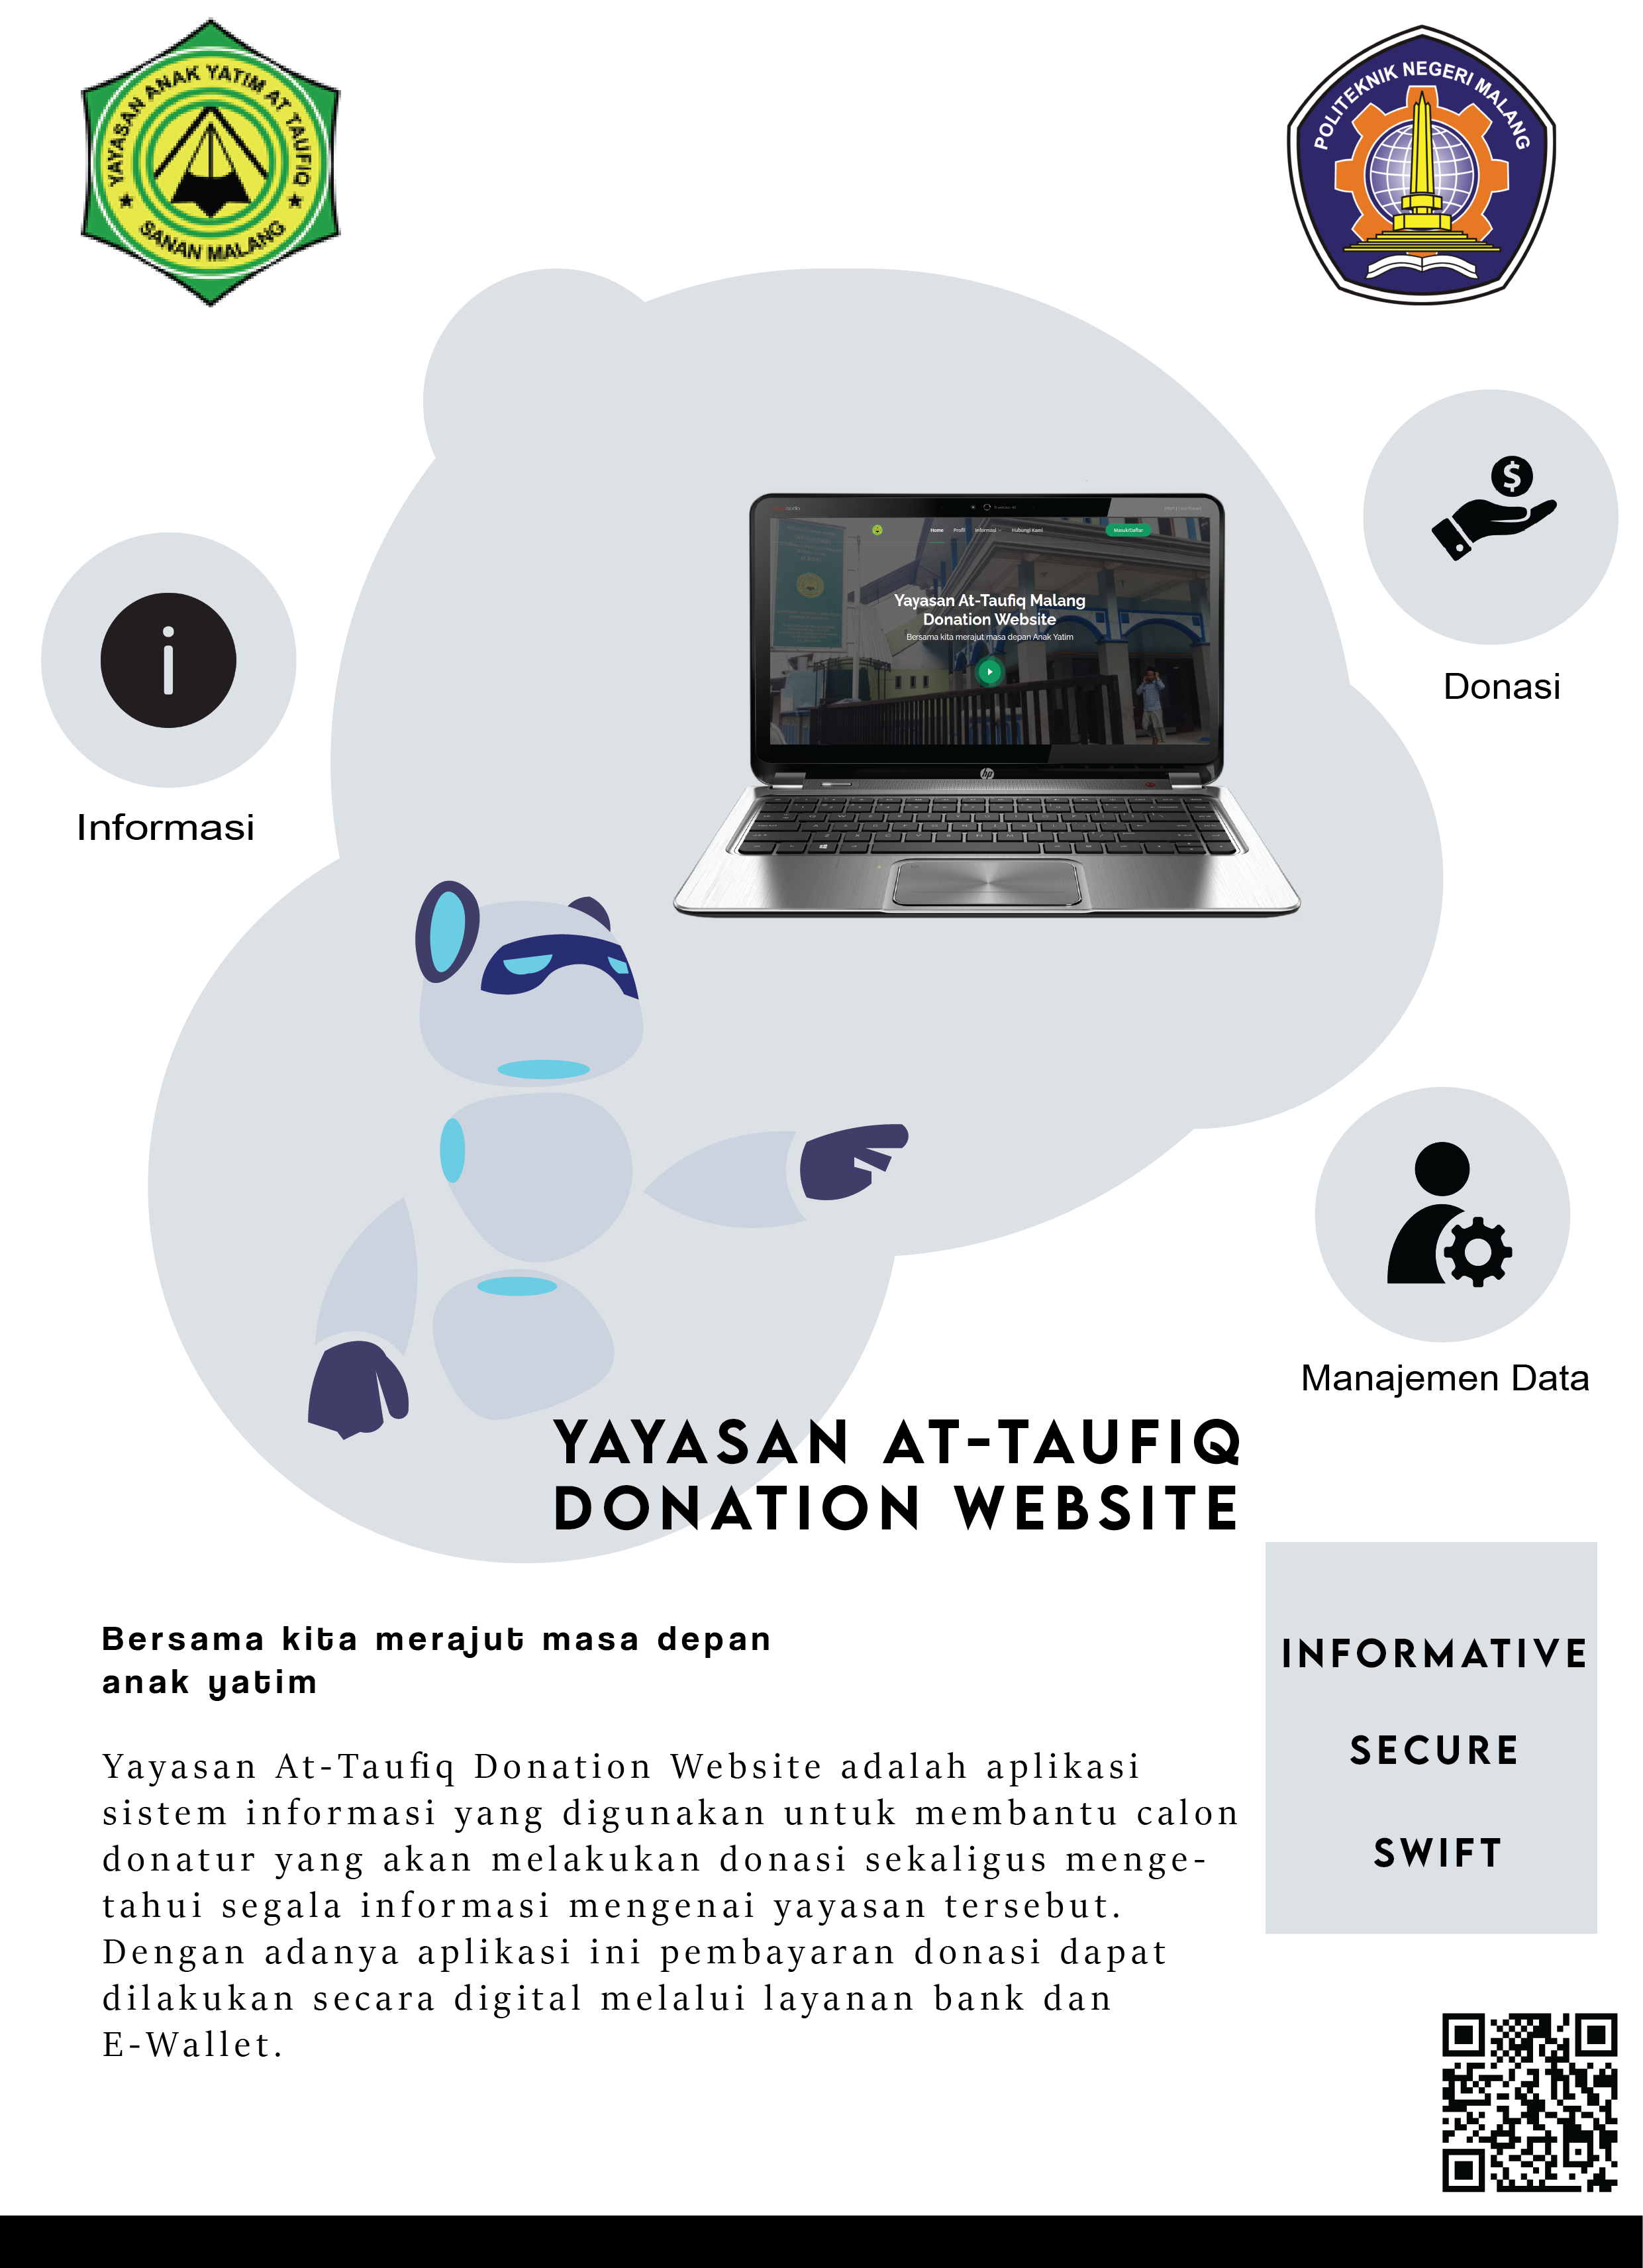 YAYASAN ANAK YATIM AT TAUFIQ
SANAN MALANG
POLITEKNIK NEGERI MALANG
Donasi
Informasi
Home Profil Informasi Hubungi Kami Masuk/Daftar
Yayasan At-Taufiq Malang
Donation Website
Bersama kita merajut masa depan Anak Yatim
hp
Manajemen Data
YAYASAN AT-TAUFIQ
DONATION WEBSITE
Bersama kita merajut masa depan
anak yatim
Yayasan At-Taufiq Donation Website adalah aplikasi
sistem informasi yang digunakan untuk membantu calon
donatur yang akan melakukan donasi sekaligus menge-
tahui segala informasi mengenai yayasan tersebut.
Dengan adanya aplikasi ini pembayaran donasi dapat
dilakukan secara digital melalui layanan bank dan
E-Wallet.
INFORMATIVE
SECURE
SWIFT